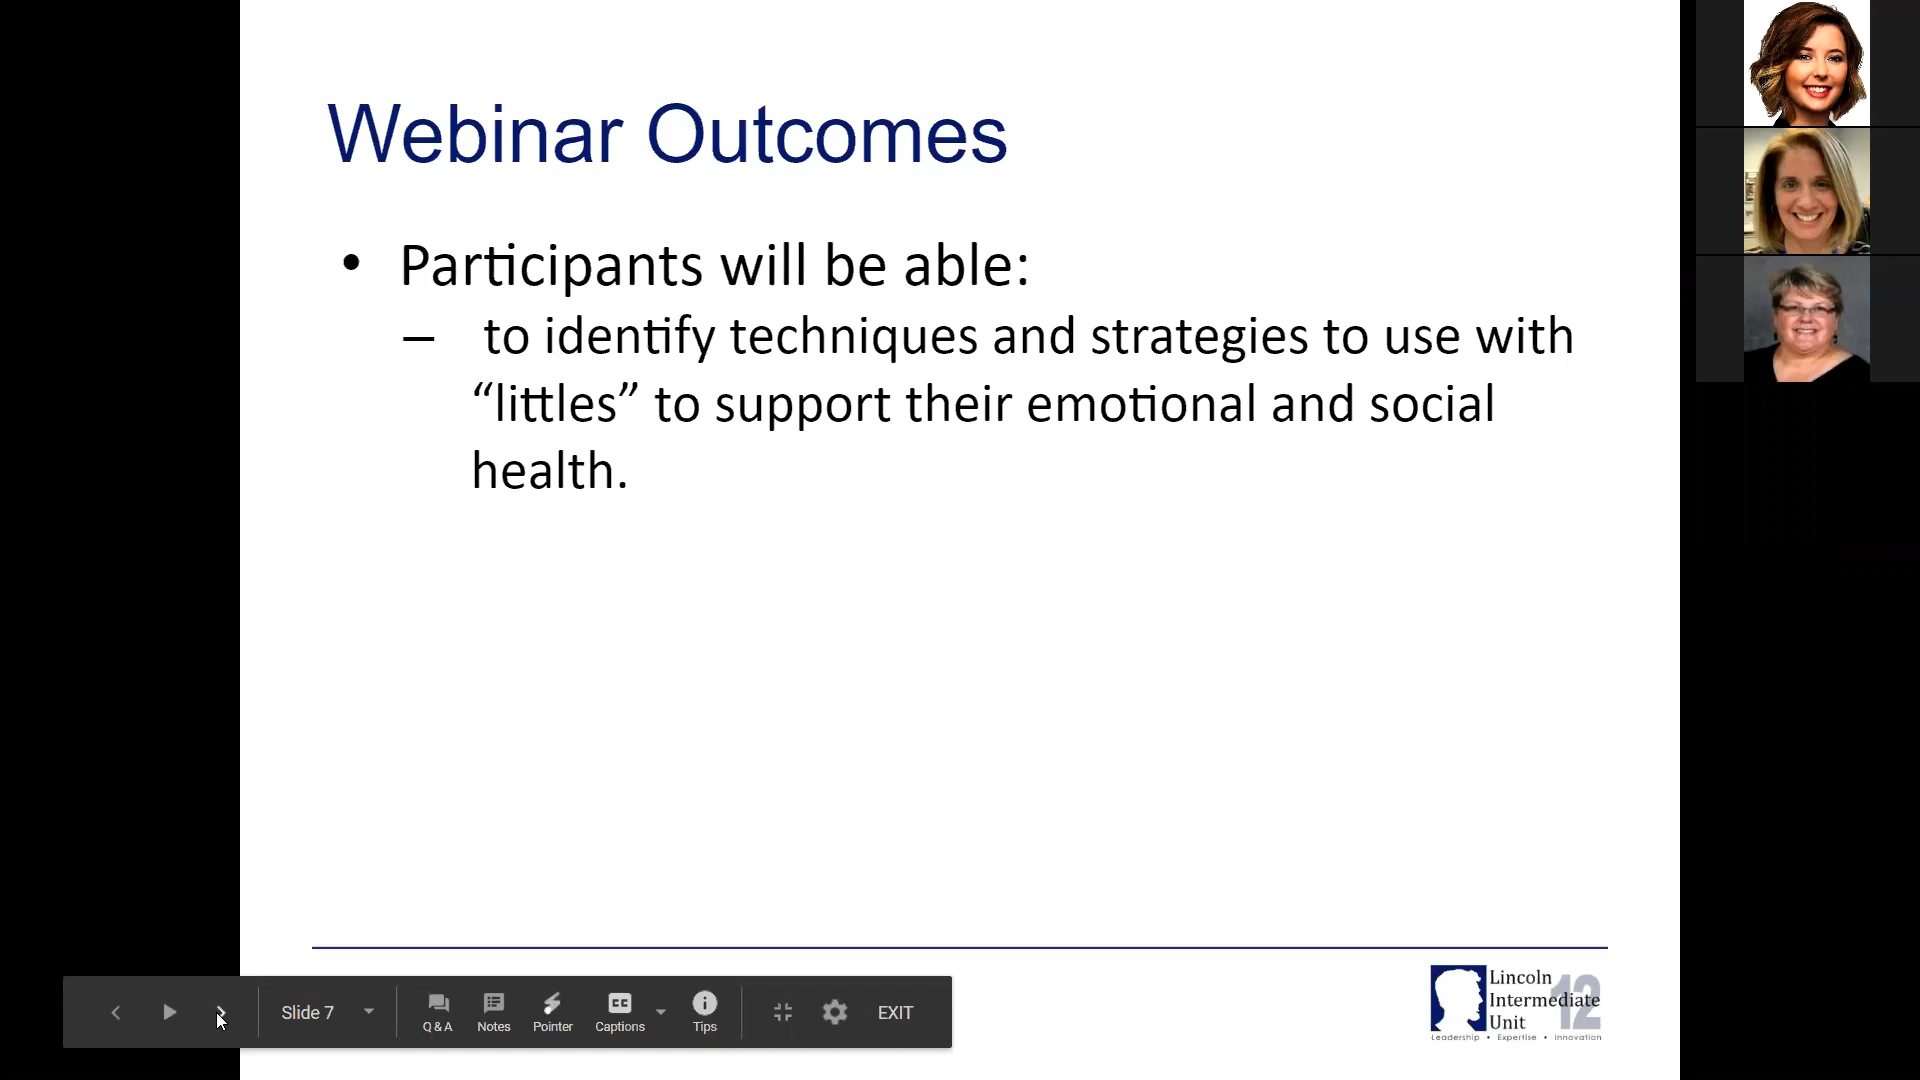 Webinar Outcomes
• Participants will be able:
– to identify techniques and strategies to use with
“littles” to support their emotional and social
health.
Lincoln
Intermediate
Unit
12
Leadership • Expertise • Innovation
Slide 7
Q & A
Notes
Pointer
CC
Captions
Tips
EXIT